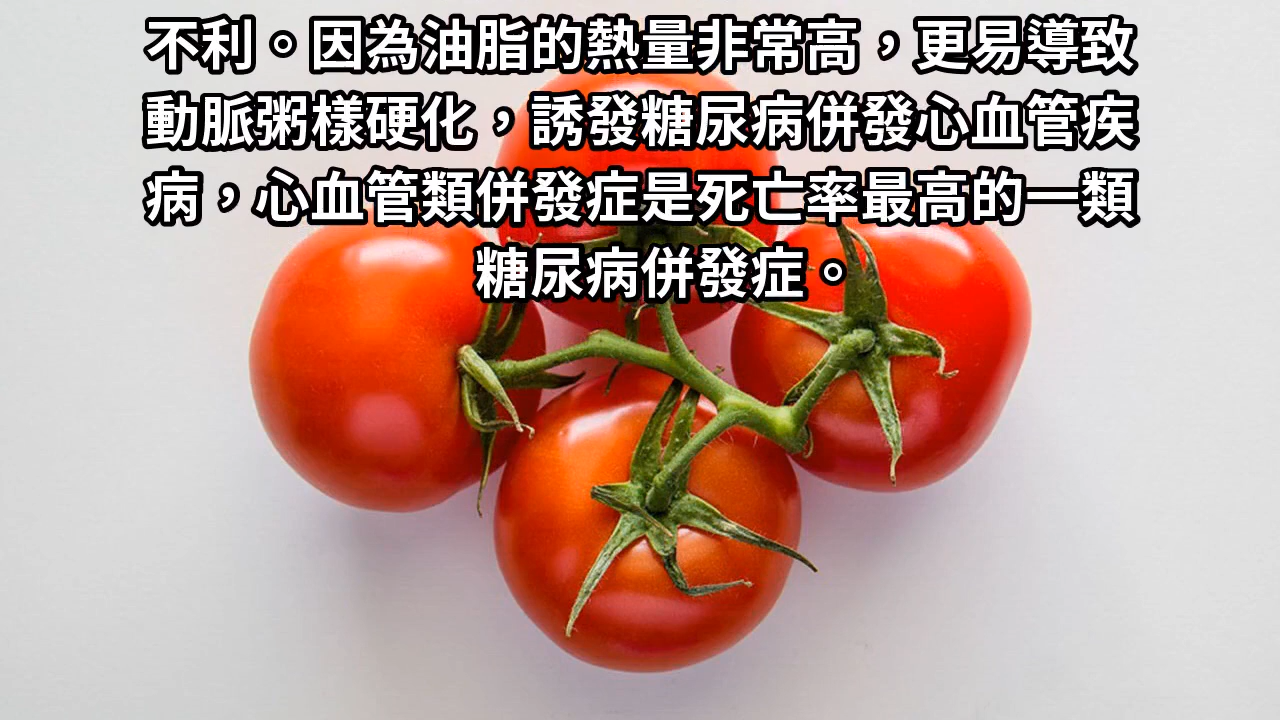 不利。因為油脂的熱量非常高，更易導致
動脈粥樣硬化，誘發糖尿病併發心血管疾
病，心血管類併發症是死亡率最高的一類
糖尿病併發症。